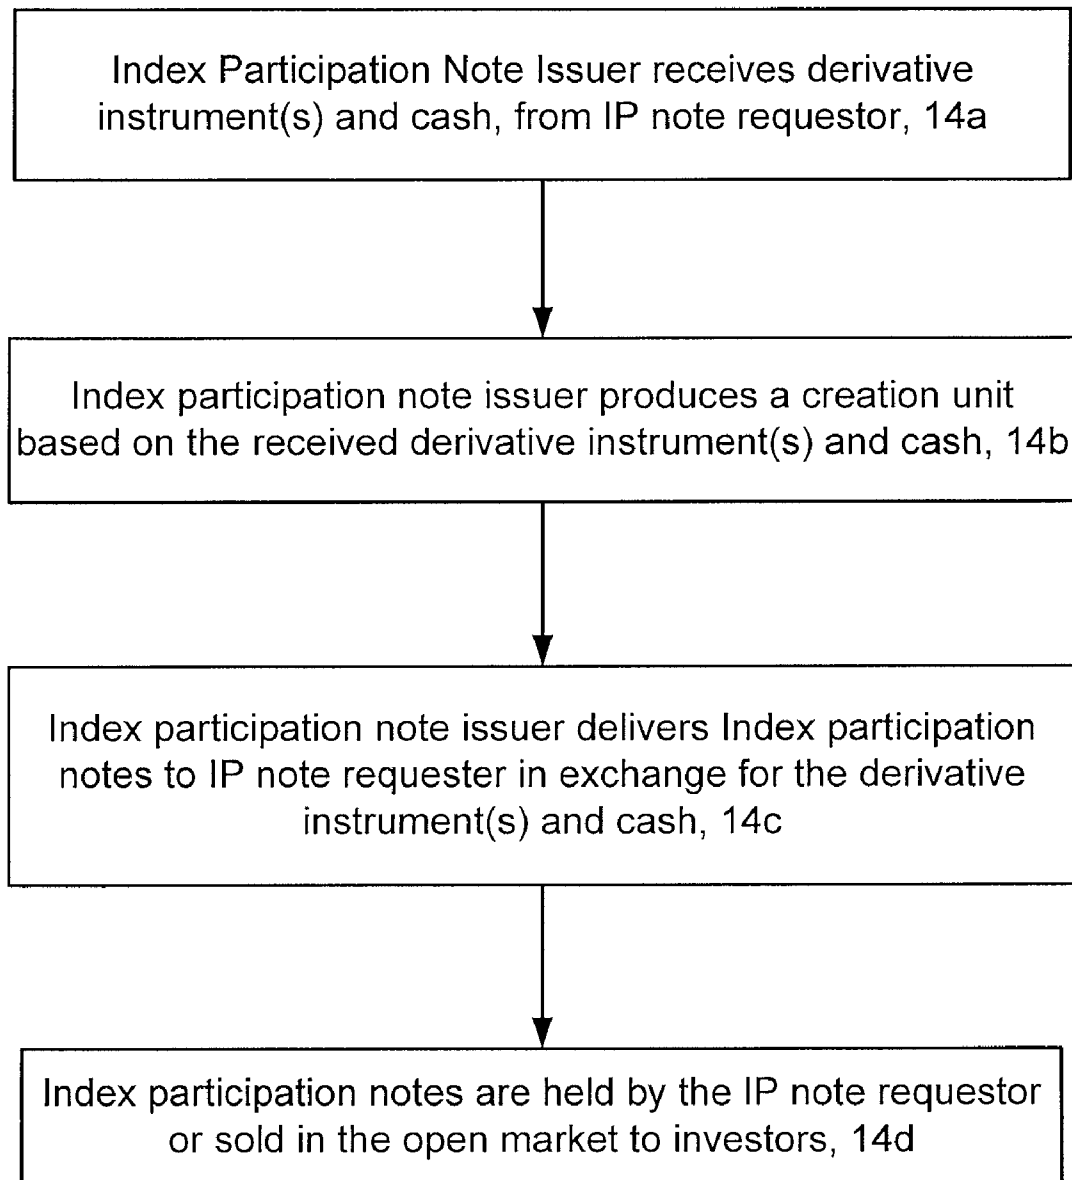 Index Participation Note Issuer receives derivative
instrument(s) and cash, from IP note requestor, 14a
Index participation note issuer produces a creation unit
based on the received derivative instrument(s) and cash, 14b
Index participation note issuer delivers Index participation
notes to IP note requester in exchange for the derivative
instrument(s) and cash, 14c
Index participation notes are held by the IP note requestor
or sold in the open market to investors, 14d